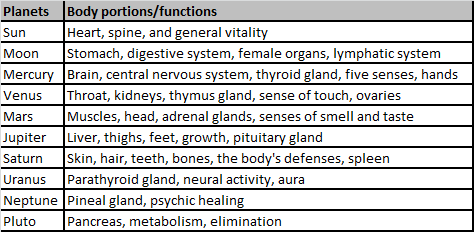 Planets Body portions/functions
Sun Heart, spine, and general vitality
Moon Stomach, digestive system, female organs, lymphatic system
Mercury Brain, central nervous system, thyroid gland, five senses, hands
Venus Throat, kidneys, thymus gland, sense of touch, ovaries
Mars Muscles, head, adrenal glands, senses of smell and taste
Jupiter Liver, thighs, feet, growth, pituitary gland
Saturn Skin, hair, teeth, bones, the body's defenses, spleen
Uranus Parathyroid gland, neural activity, aura
Neptune Pineal gland, psychic healing
Pluto Pancreas, metabolism, elimination